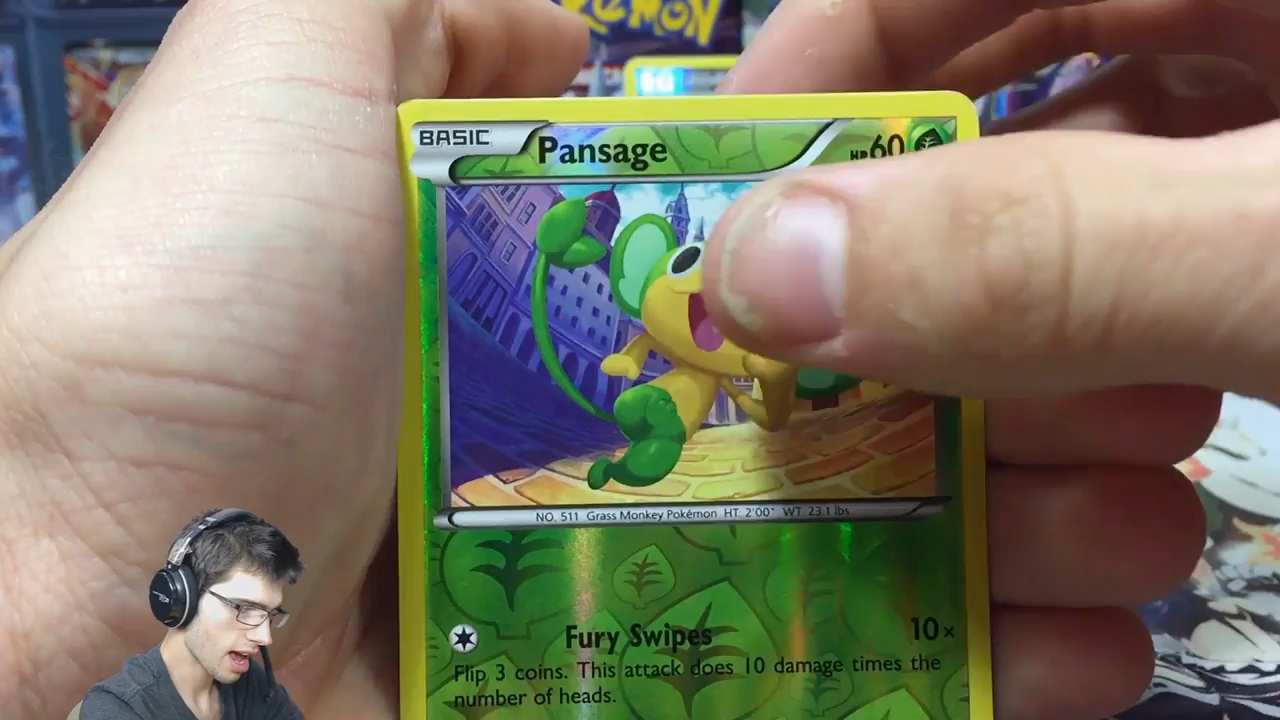 POKéMON
BASIC Pansage HP60
NO. 511 Grass Monkey Pokémon HT: 2'00" WT: 23.1 lbs.
Fury Swipes 10×
Flip 3 coins. This attack does 10 damage times the
number of heads.